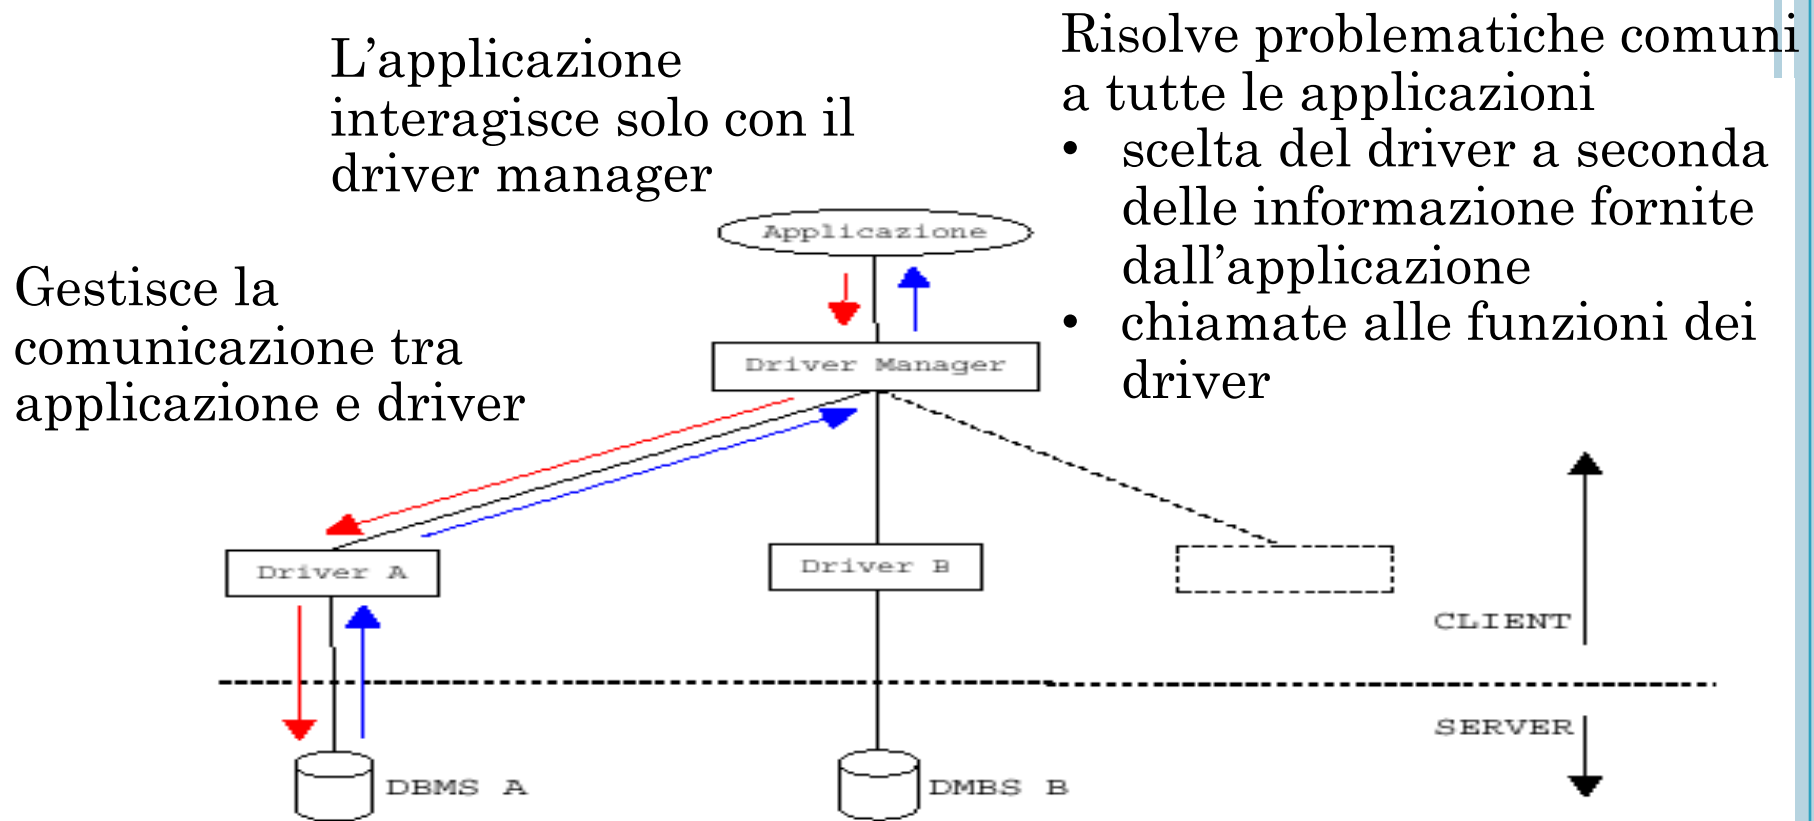 L’applicazione
interagisce solo con il
driver manager
Risolve problematiche comuni
a tutte le applicazioni
• scelta del driver a seconda
delle informazione fornite
dall’applicazione
• chiamate alle funzioni dei
driver
Gestisce la
comunicazione tra
applicazione e driver
Applicazione
Driver Manager
Driver A
Driver B
CLIENT
SERVER
DBMS A
DMBS B